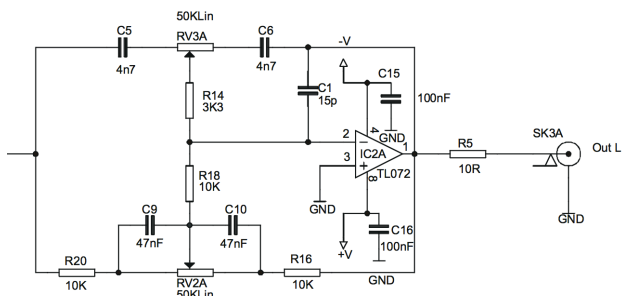 50KLin
C5
RV3A
C6
4n7
4n7
-V
R14
3K3
C1
15p
C15
100nF
GND
4
2
IC2A
1
3
TL072
8
R5
10R
SK3A
Out L
R18
10K
GND
GND
C9
C10
47nF
47nF
C16
100nF
+V
GND
R20
10K
RV2A
50KLin
R16
10K